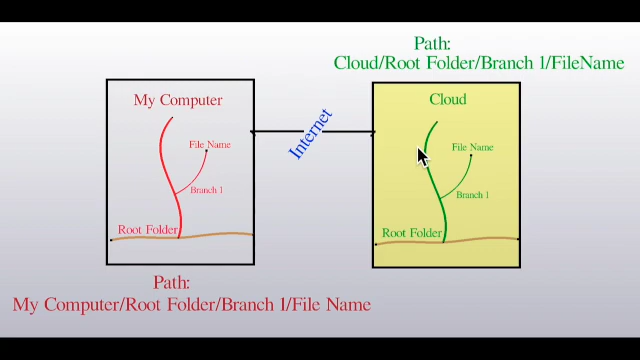 Path:
Cloud/Root Folder/Branch 1/FileName
My Computer
Cloud
Internet
File Name
File Name
Branch 1
Branch 1
Root Folder
Root Folder
Path:
My Computer/Root Folder/Branch 1/File Name